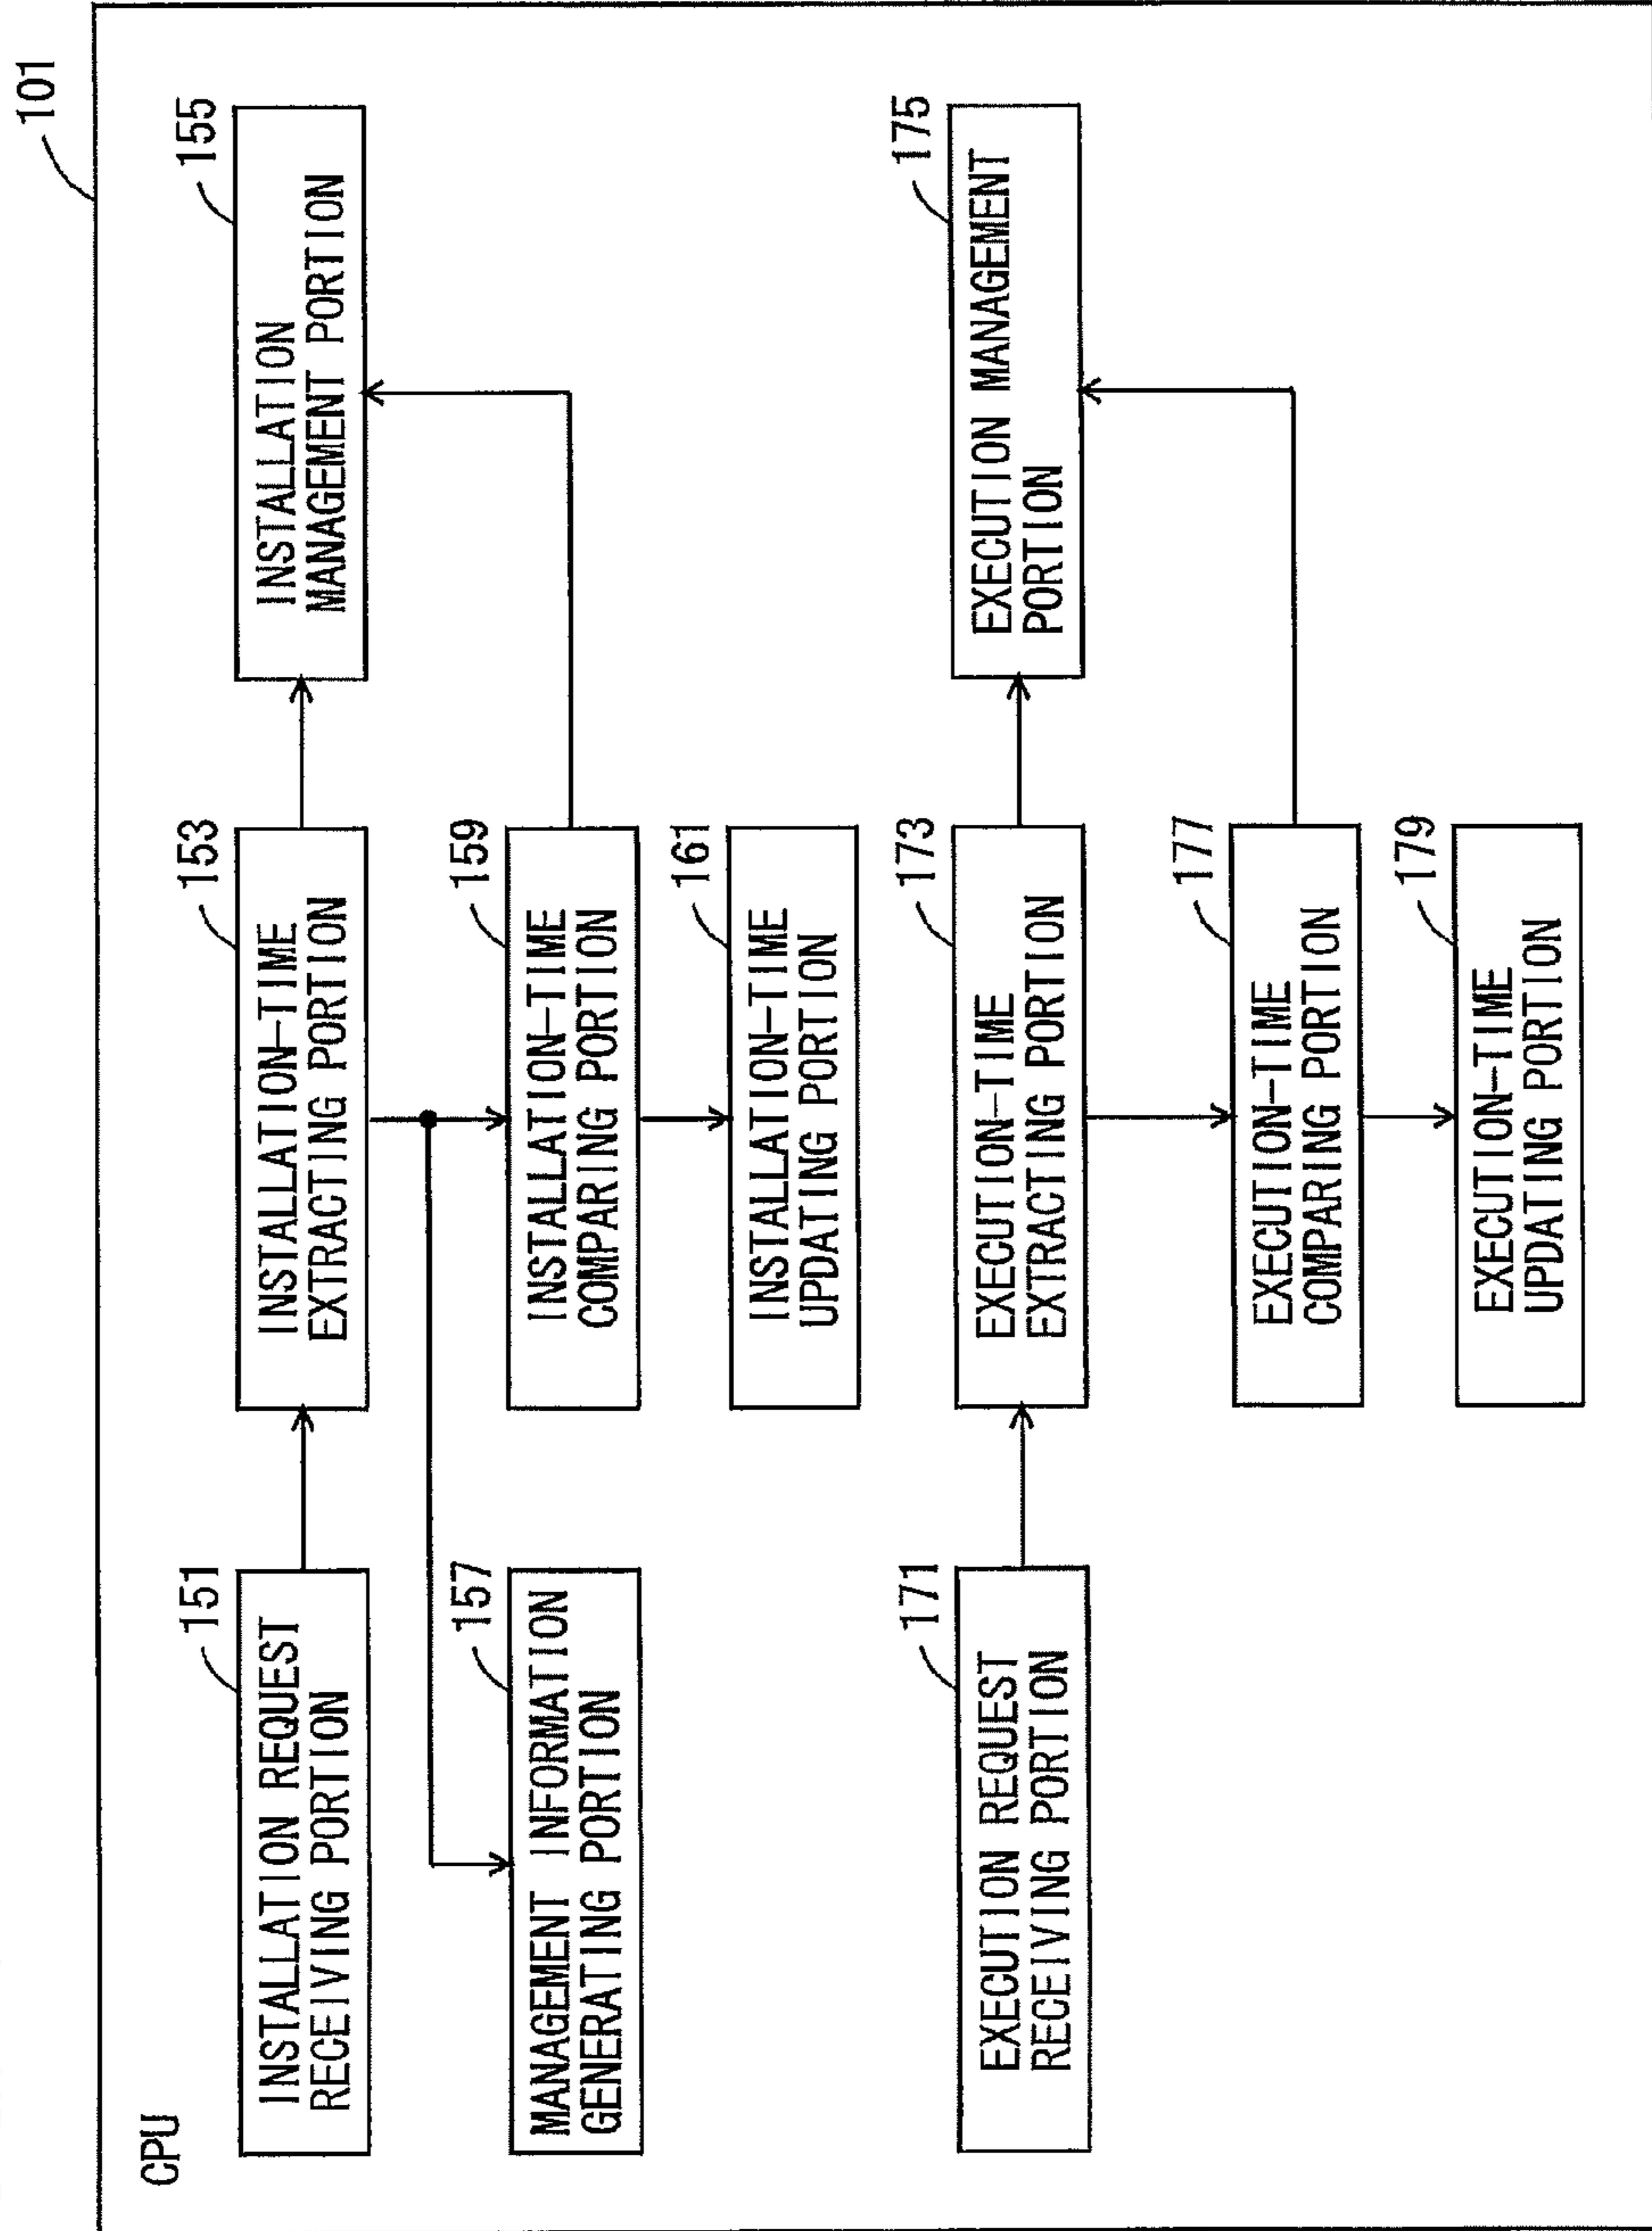 101
CPU
151
INSTALLATION REQUEST
RECEIVING PORTION
153
INSTALLATION-TIME
EXTRACTING PORTION
155
INSTALLATION
MANAGEMENT PORTION
157
MANAGEMENT INFORMATION
GENERATING PORTION
159
INSTALLATION-TIME
COMPARING PORTION
161
INSTALLATION-TIME
UPDATING PORTION
171
EXECUTION REQUEST
RECEIVING PORTION
173
EXECUTION-TIME
EXTRACTING PORTION
175
EXECUTION MANAGEMENT
PORTION
177
EXECUTION-TIME
COMPARING PORTION
179
EXECUTION-TIME
UPDATING PORTION